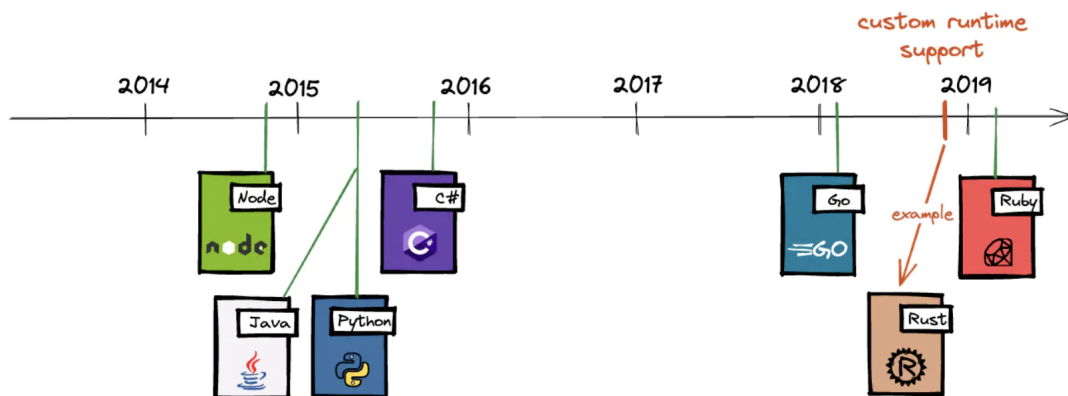 custom runtime
support
2014 2015 2016 2017 2018 2019
Node
node
C#
C#
Go
GO
example
Ruby
Java
Python
Rust
R